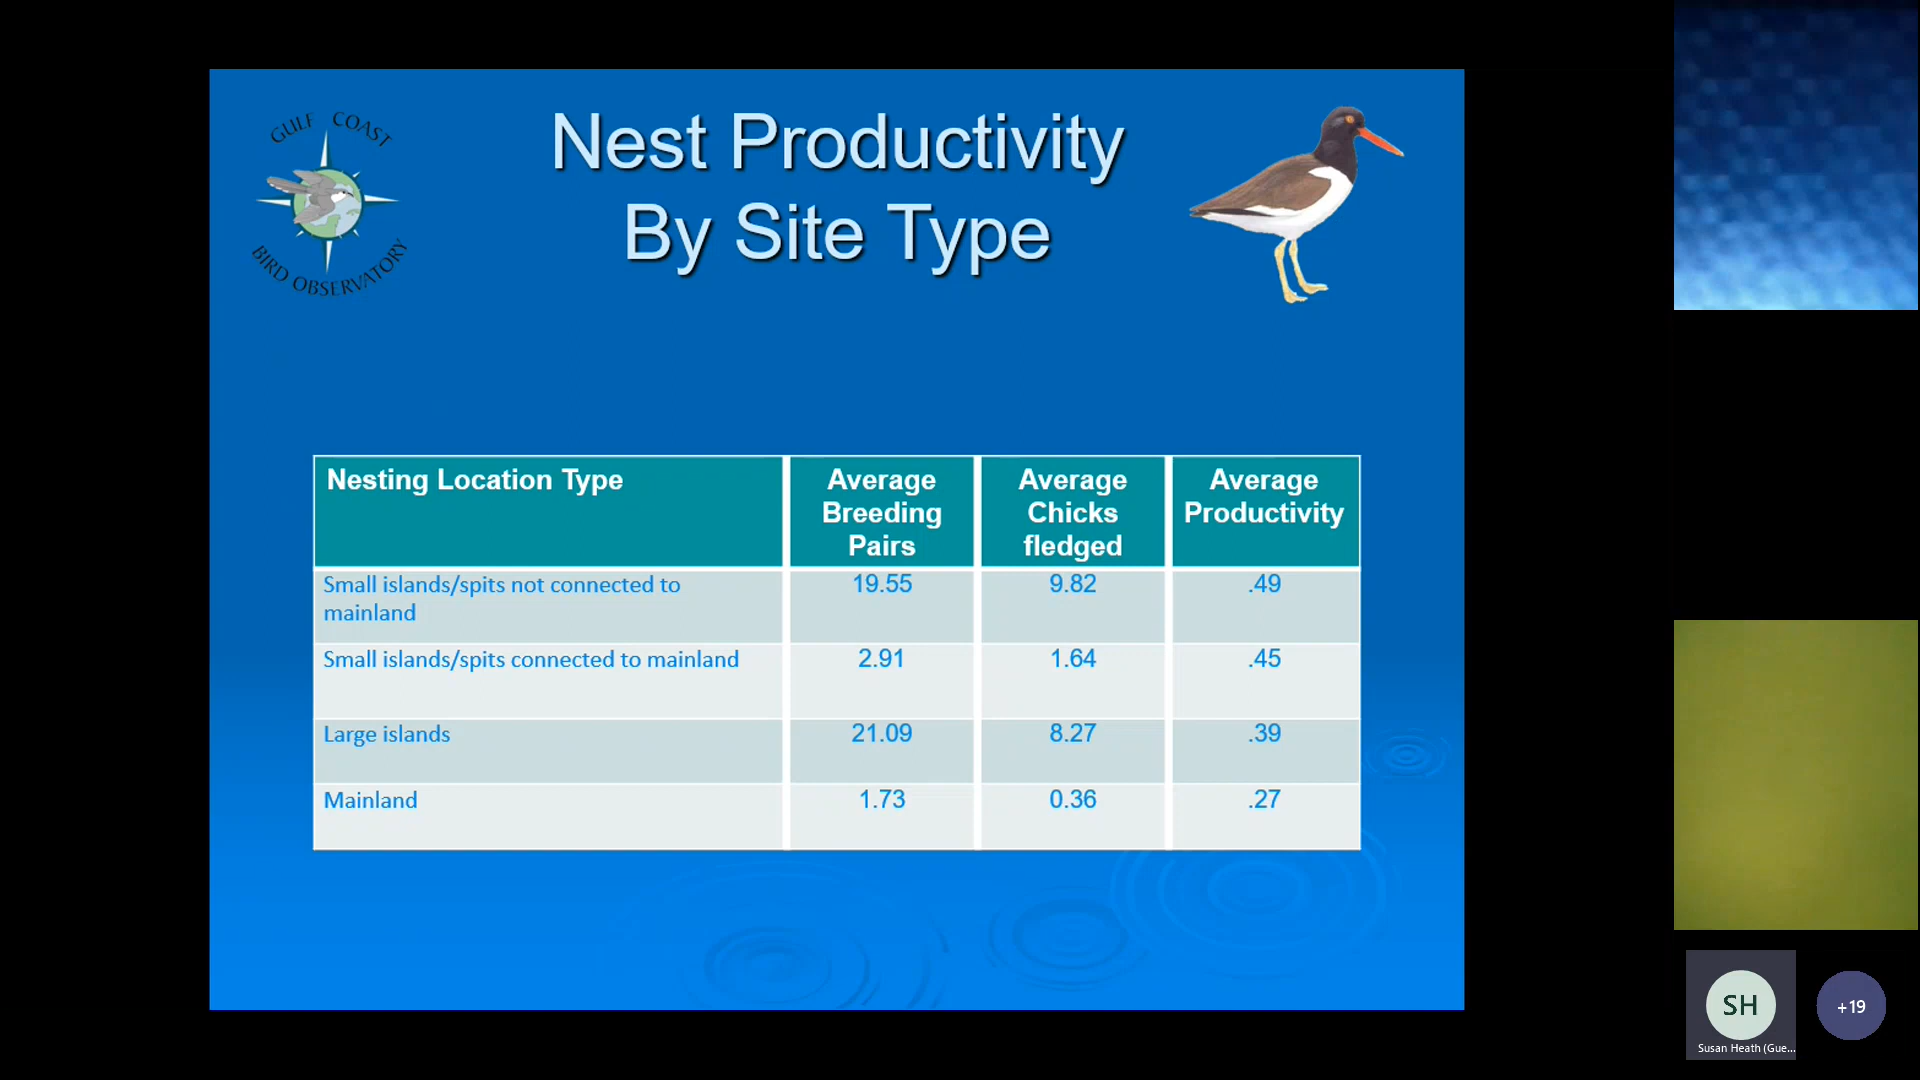 GULF COAST
BIRD OBSERVATORY
Nest Productivity
By Site Type
Nesting Location Type
Average
Breeding
Pairs
Average
Chicks
fledged
Average
Productivity
Small islands/spits not connected to
mainland
19.55
9.82
.49
Small islands/spits connected to mainland
2.91
1.64
.45
Large islands
21.09
8.27
.39
Mainland
1.73
0.36
.27
SH
+19
Susan Heath (Gue...